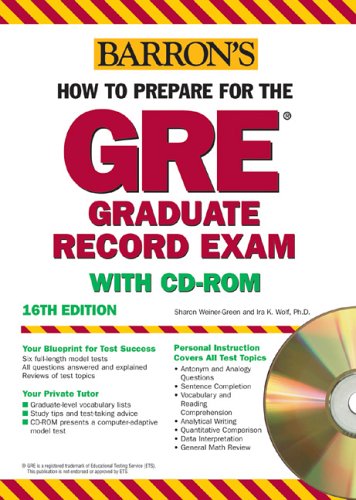 BARRON'S
HOW TO PREPARE FOR THE
GRE®
GRADUATE
RECORD EXAM
WITH CD-ROM
16TH EDITION
Sharon Weiner-Green and Ira K. Wolf, Ph.D.
Your Blueprint for Test Success
Six full-length model tests
All questions answered and explained
Reviews of test topics
Your Private Tutor
Graduate-level vocabulary lists
Study tips and test-taking advice
CD-ROM presents a computer-adaptive model test
Personal Instruction
Covers All Test Topics
• Antonym and Analogy
Questions
• Sentence Completion
• Vocabulary and
Reading
Comprehension
• Analytical Writing
• Quantitative Comparison
• Data Interpretation
• General Math Review
® GRE is a registered trademark of Educational Testing Service (ETS).
This publication is not endorsed or approved by ETS.